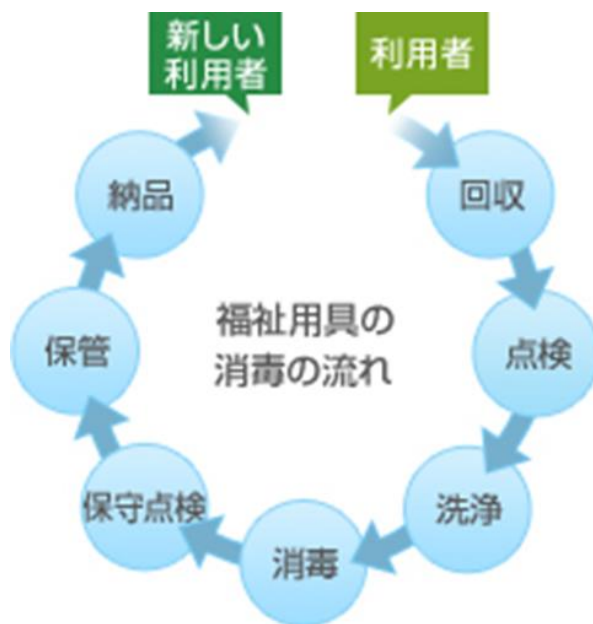 新しい
利用者
利用者
回収
点検
洗浄
消毒
保守点検
保管
納品
福祉用具の
消毒の流れ